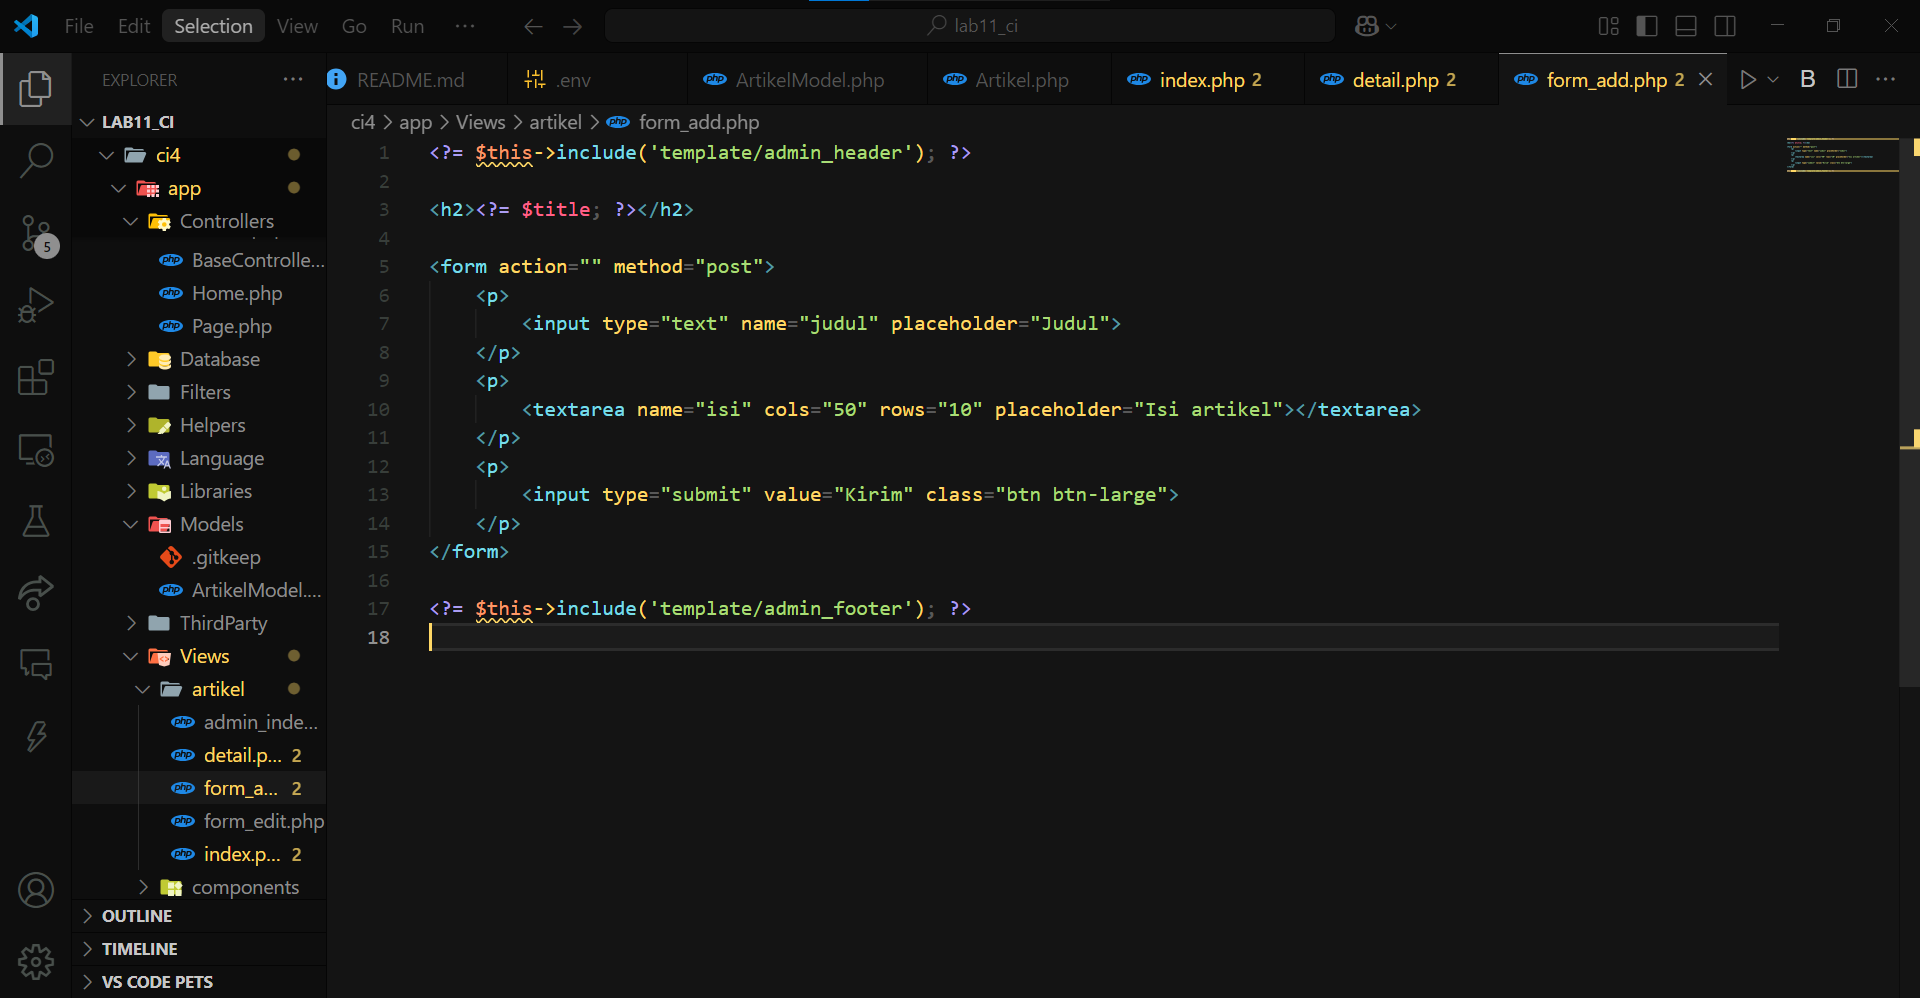 File Edit Selection View Go Run ··· lab11_ci
EXPLORER ···
README.md .env ArtikelModel.php Artikel.php index.php 2 detail.php 2 form_add.php 2 B ···
LAB11_CI
ci4
app
Controllers
BaseControlle...
Home.php
Page.php
Database
Filters
Helpers
Language
Libraries
Models
.gitkeep
ArtikelModel....
ThirdParty
Views
artikel
admin_inde...
detail.p... 2
form_a... 2
form_edit.php
index.p... 2
components
OUTLINE
TIMELINE
VS CODE PETS
5
ci4 > app > Views > artikel > form_add.php
1 <?= $this->include('template/admin_header'); ?>
2
3 <h2><?= $title; ?></h2>
4
5 <form action="" method="post">
6 <p>
7 <input type="text" name="judul" placeholder="Judul">
8 </p>
9 <p>
10 <textarea name="isi" cols="50" rows="10" placeholder="Isi artikel"></textarea>
11 </p>
12 <p>
13 <input type="submit" value="Kirim" class="btn btn-large">
14 </p>
15 </form>
16
17 <?= $this->include('template/admin_footer'); ?>
18